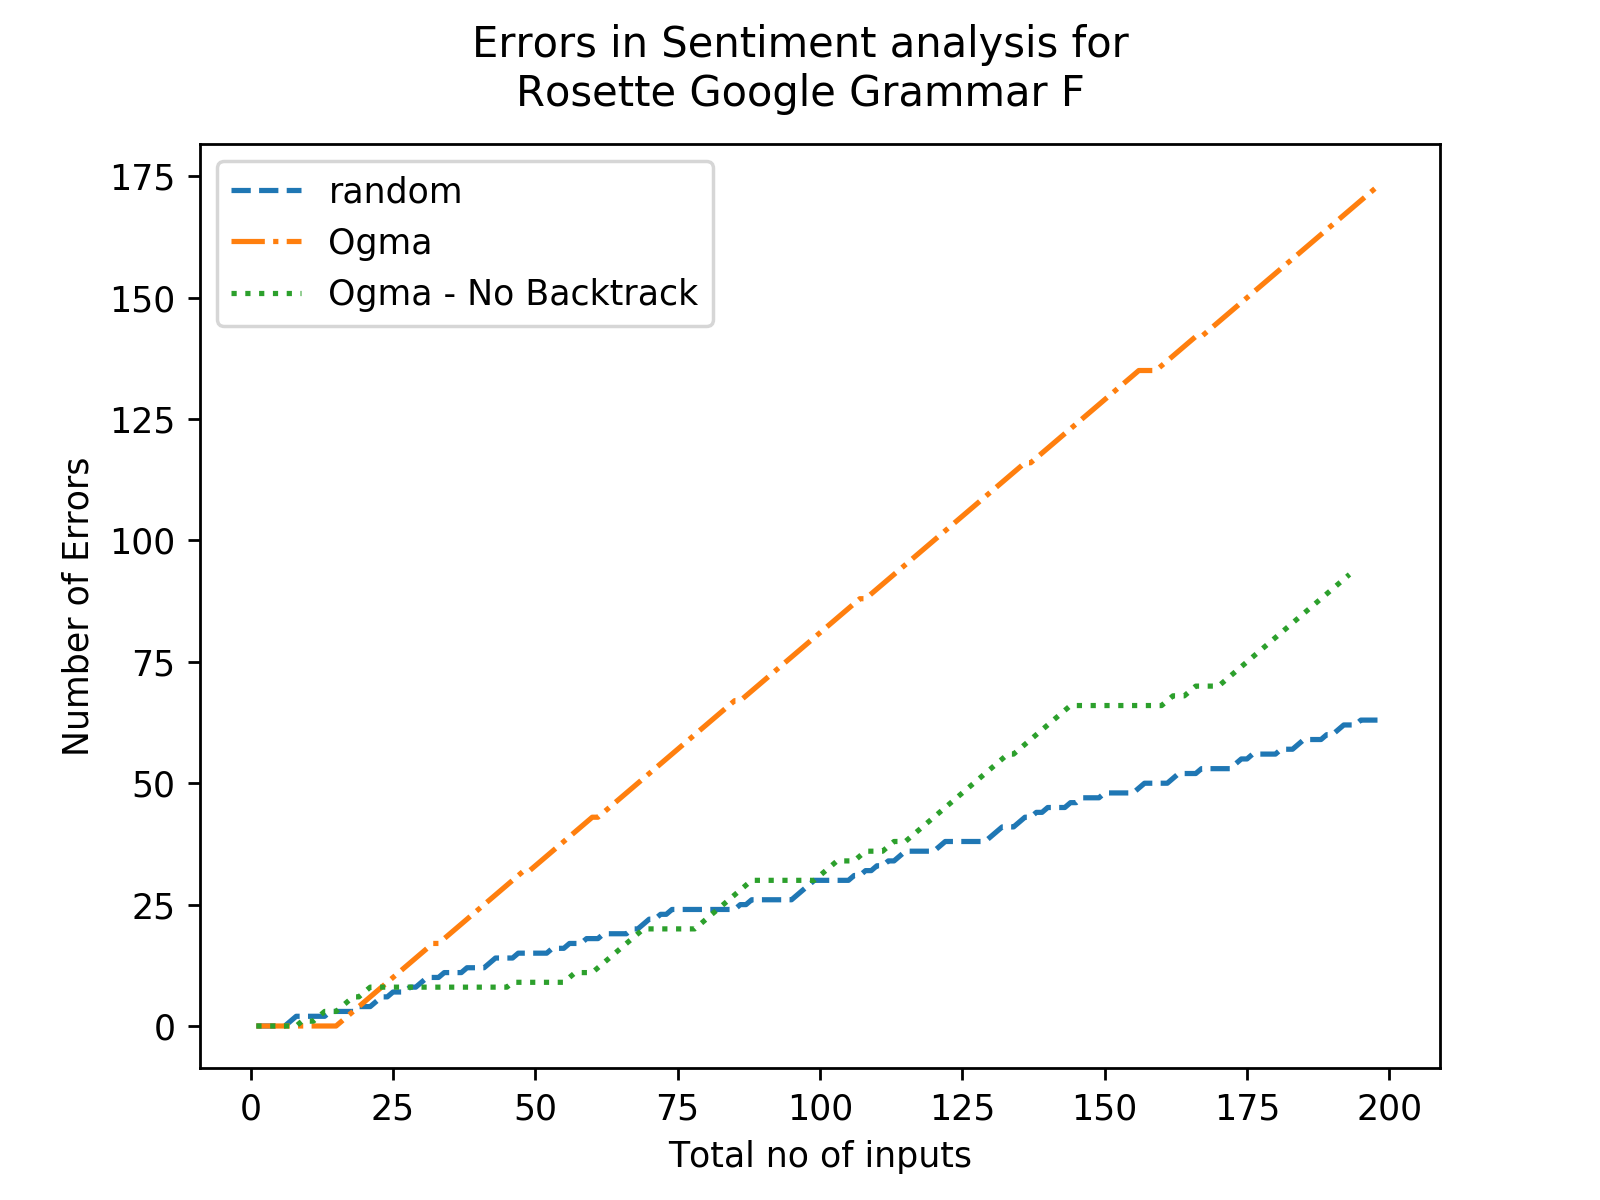 Errors in Sentiment analysis for
Rosette Google Grammar F
random
Ogma
Ogma - No Backtrack
175
150
125
100
75
50
25
0
Number of Errors
0 25 50 75 100 125 150 175 200
Total no of inputs